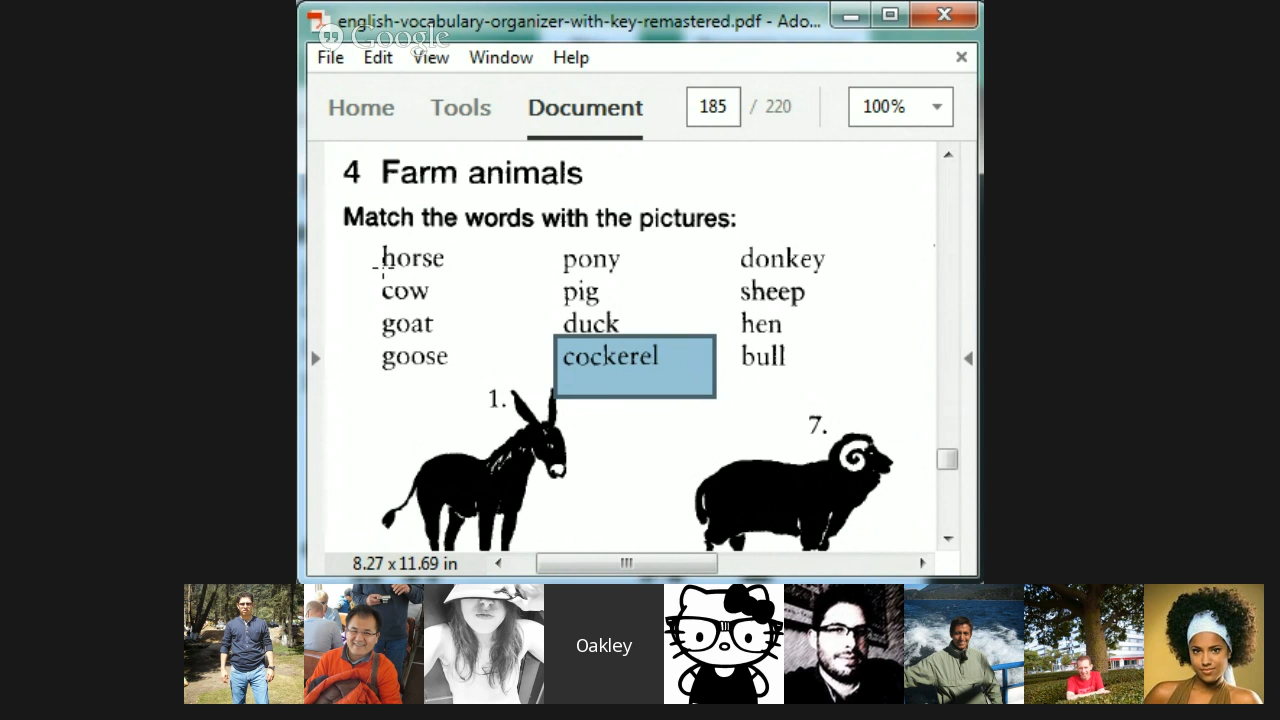 english-vocabulary-organizer-with-key-remastered.pdf - Ado...
Google
File Edit View Window Help
Home Tools Document 185 / 220 100%
4 Farm animals
Match the words with the pictures:
horse pony donkey
cow pig sheep
goat duck hen
goose cockerel bull
1.
7.
8.27 x 11.69 in
Oakley